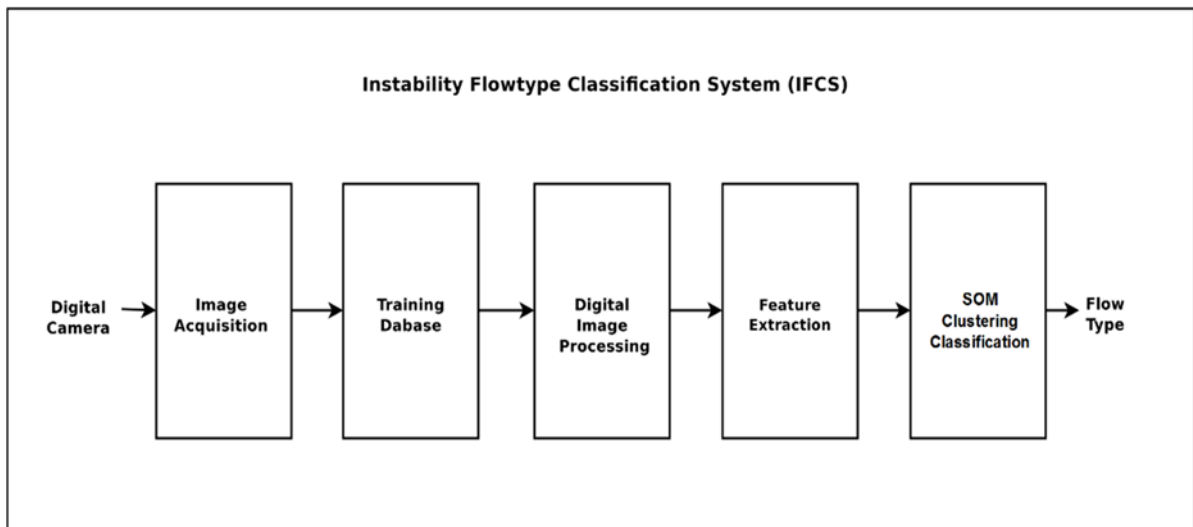 Instability Flowtype Classification System (IFCS)
Digital
Camera
Image
Acquisition
Training
Dabase
Digital
Image
Processing
Feature
Extraction
SOM
Clustering
Classification
Flow
Type